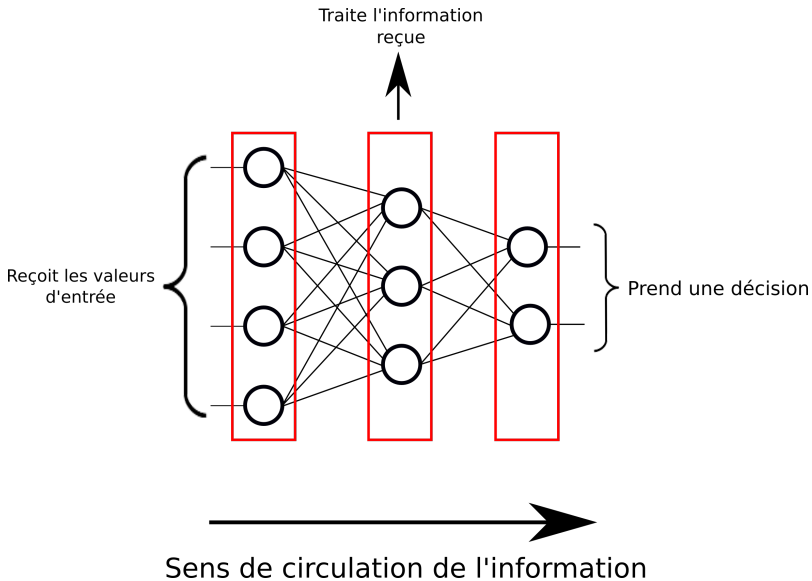 Traite l'information
reçue
Reçoit les valeurs
d'entrée
Prend une décision
Sens de circulation de l'information